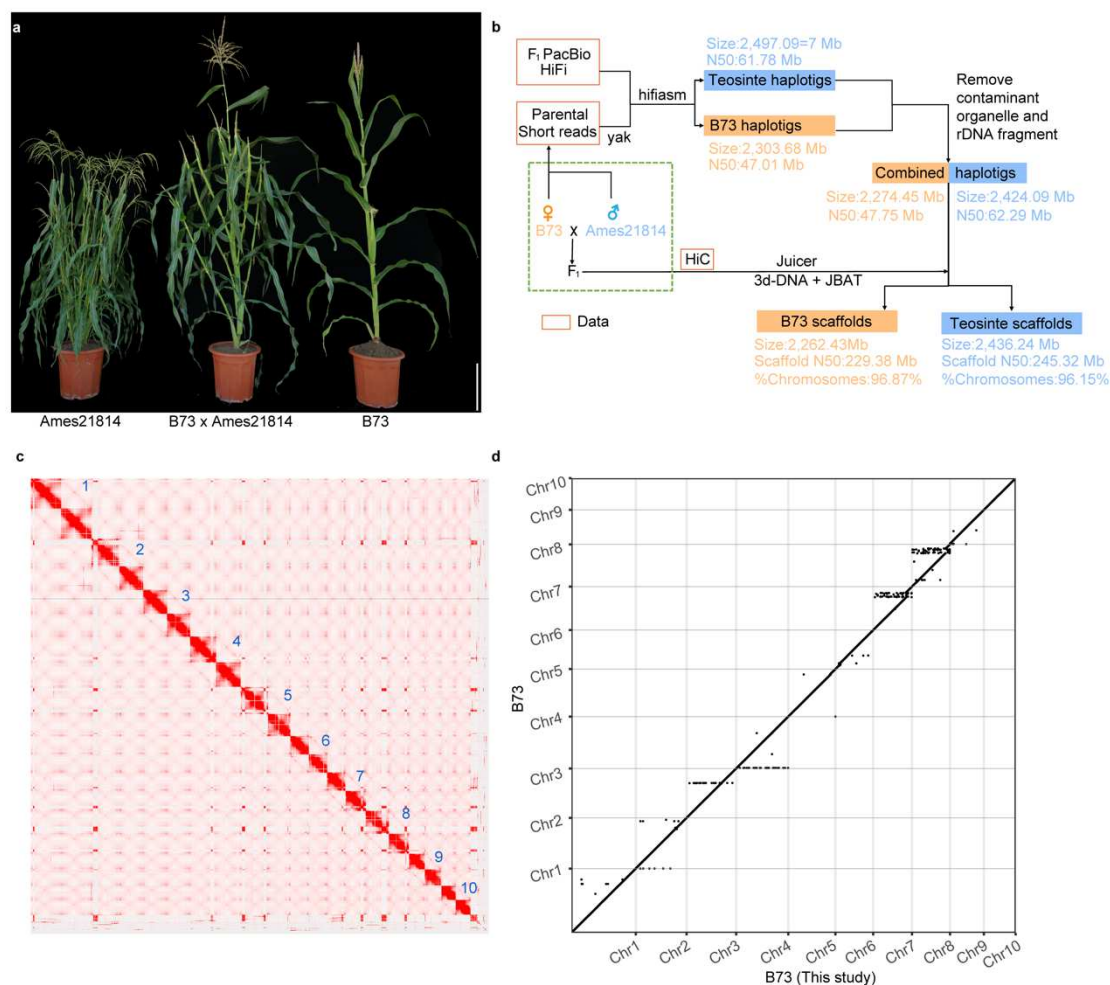 a
Ames21814
B73 x Ames21814
B73
b
F₁ PacBio
HiFi
Parental
Short reads
yak
hifiasm
Size:2,497.09=7 Mb
N50:61.78 Mb
Teosinte haplotigs
B73 haplotigs
Size:2,303.68 Mb
N50:47.01 Mb
Remove
contaminant
organelle and
rDNA fragment
Combined haplotigs
Size:2,274.45 Mb
N50:47.75 Mb
Size:2,424.09 Mb
N50:62.29 Mb
♀ ♂
B73 X Ames21814
F₁
HiC
Juicer
3d-DNA + JBAT
Data
B73 scaffolds
Size:2,262.43Mb
Scaffold N50:229.38 Mb
%Chromosomes:96.87%
Teosinte scaffolds
Size:2,436.24 Mb
Scaffold N50:245.32 Mb
%Chromosomes:96.15%
c
1
2
3
4
5
6
7
8
9
10
d
Chr10
Chr9
Chr8
Chr7
Chr6
Chr5
Chr4
Chr3
Chr2
Chr1
B73
Chr1
Chr2
Chr3
Chr4
Chr5
Chr6
Chr7
Chr8
Chr9
Chr10
B73 (This study)